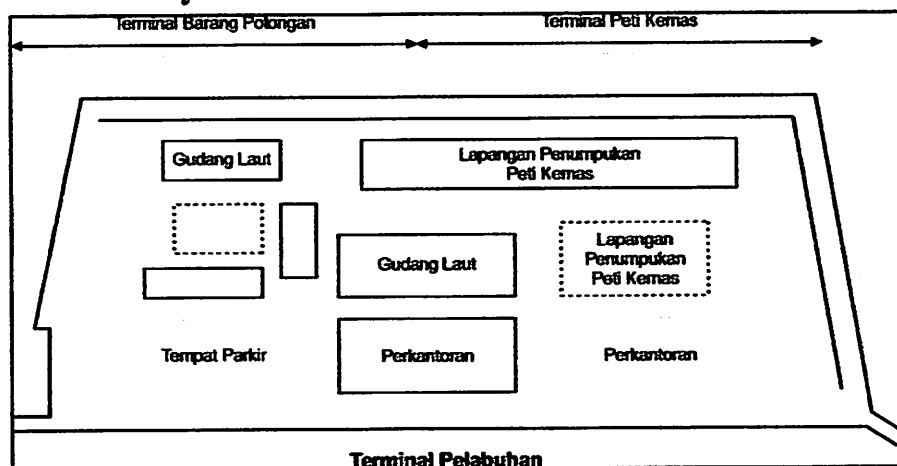 Terminal Barang Polongan
Terminal Peti Kemas
Gudang Laut
Lapangan Penumpukan
Peti Kemas
Gudang Laut
Lapangan
Penumpukan
Peti Kemas
Tempat Parkir
Perkantoran
Perkantoran
Terminal Pelabuhan